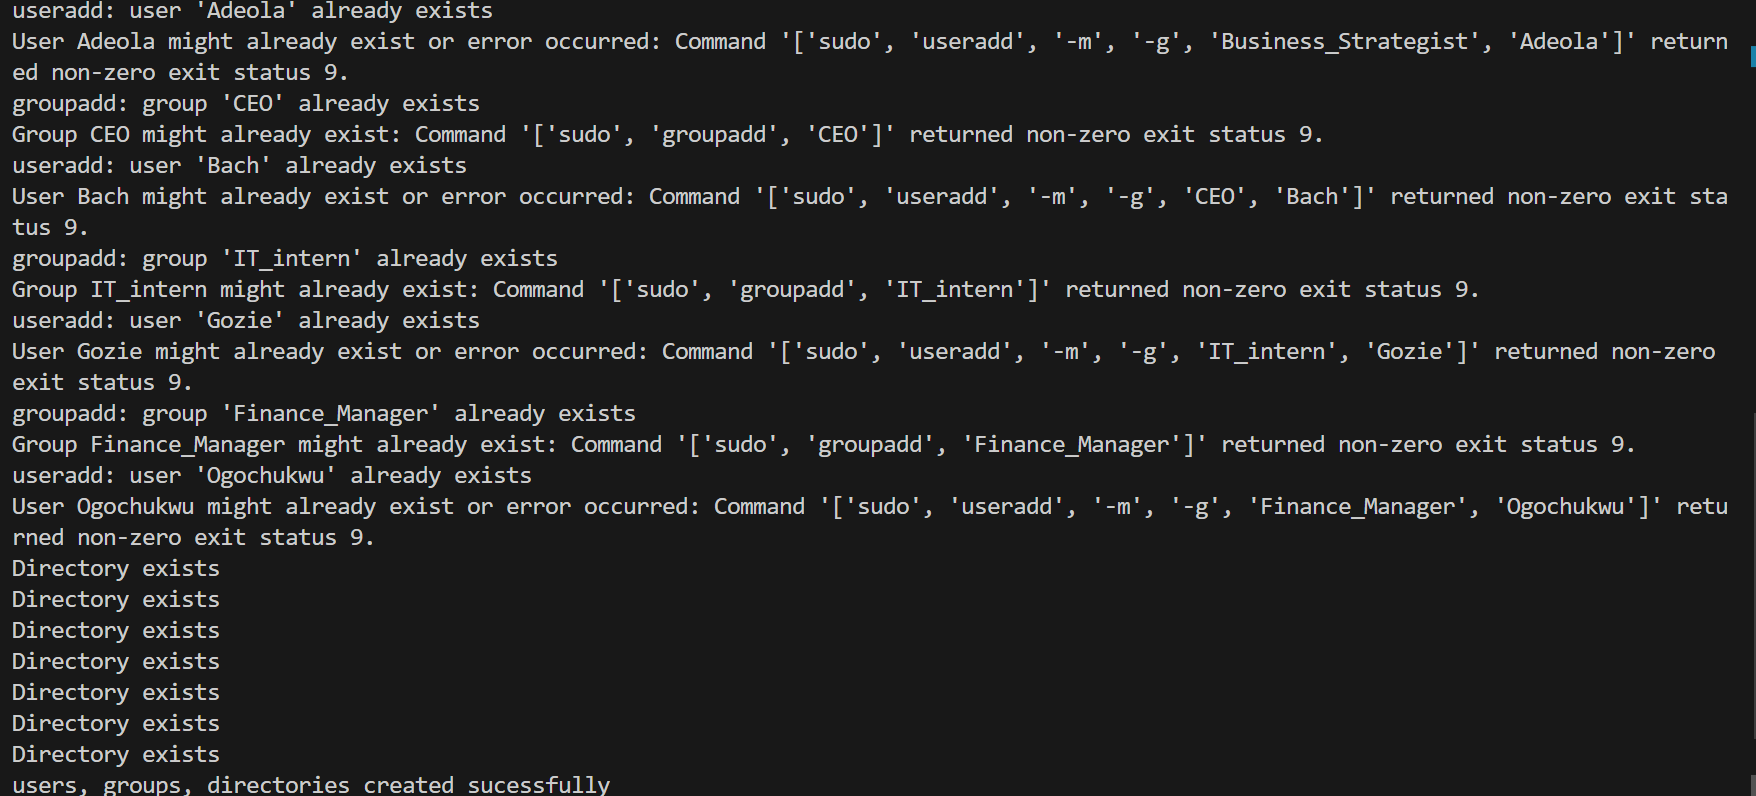 useradd: user 'Adeola' already exists
User Adeola might already exist or error occurred: Command '['sudo', 'useradd', '-m', '-g', 'Business_Strategist', 'Adeola']' return
ed non-zero exit status 9.
groupadd: group 'CEO' already exists
Group CEO might already exist: Command '['sudo', 'groupadd', 'CEO']' returned non-zero exit status 9.
useradd: user 'Bach' already exists
User Bach might already exist or error occurred: Command '['sudo', 'useradd', '-m', '-g', 'CEO', 'Bach']' returned non-zero exit sta
tus 9.
groupadd: group 'IT_intern' already exists
Group IT_intern might already exist: Command '['sudo', 'groupadd', 'IT_intern']' returned non-zero exit status 9.
useradd: user 'Gozie' already exists
User Gozie might already exist or error occurred: Command '['sudo', 'useradd', '-m', '-g', 'IT_intern', 'Gozie']' returned non-zero
exit status 9.
groupadd: group 'Finance_Manager' already exists
Group Finance_Manager might already exist: Command '['sudo', 'groupadd', 'Finance_Manager']' returned non-zero exit status 9.
useradd: user 'Ogochukwu' already exists
User Ogochukwu might already exist or error occurred: Command '['sudo', 'useradd', '-m', '-g', 'Finance_Manager', 'Ogochukwu']' retu
rned non-zero exit status 9.
Directory exists
Directory exists
Directory exists
Directory exists
Directory exists
Directory exists
Directory exists
users, groups, directories created sucessfully